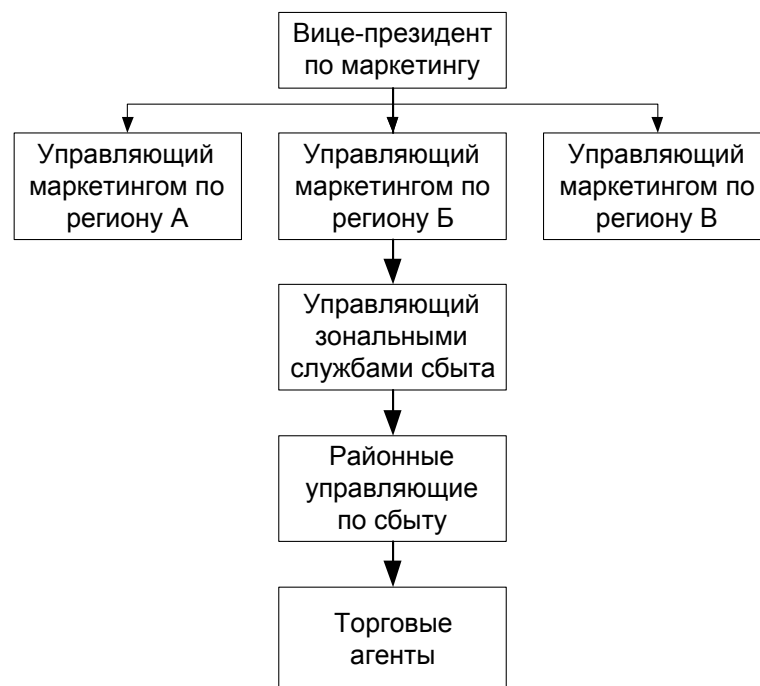 Вице-президент
по маркетингу
Управляющий
маркетингом по
региону А
Управляющий
маркетингом по
региону Б
Управляющий
маркетингом по
региону В
Управляющий
зональными
службами сбыта
Районные
управляющие
по сбыту
Торговые
агенты